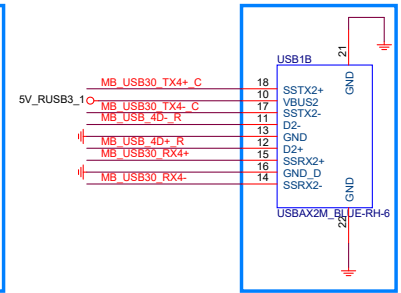 USB1B
21
GND
MB_USB30_TX4+_C 18 SSTX2+
5V_RUSB3_1 10 VBUS2
MB_USB30_TX4-_C 17 SSTX2-
MB_USB_4D-_R 11 D2-
13 GND
MB_USB_4D+_R 12 D2+
MB_USB30_RX4+ 15 SSRX2+
16 GND_D
MB_USB30_RX4- 14 SSRX2-
GND
USBAX2M_BLUE-RH-6
22